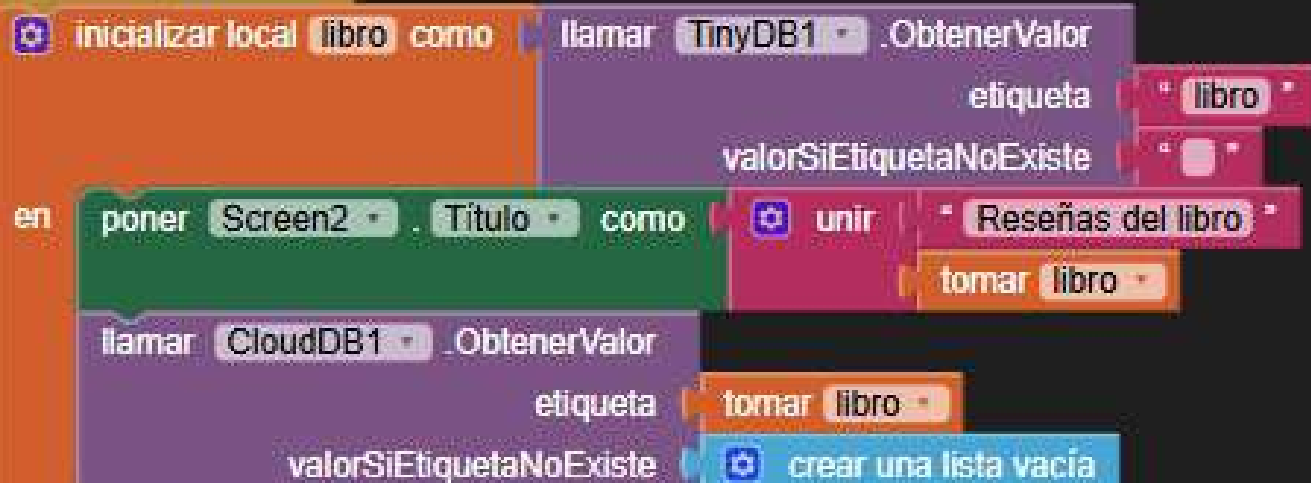 inicializar local libro como llamar TinyDB1 .ObtenerValor
etiqueta " libro "
valorSiEtiquetaNoExiste " "
en poner Screen2 . Título como unir " Reseñas del libro "
tomar libro
llamar CloudDB1 .ObtenerValor
etiqueta tomar libro
valorSiEtiquetaNoExiste crear una lista vacía